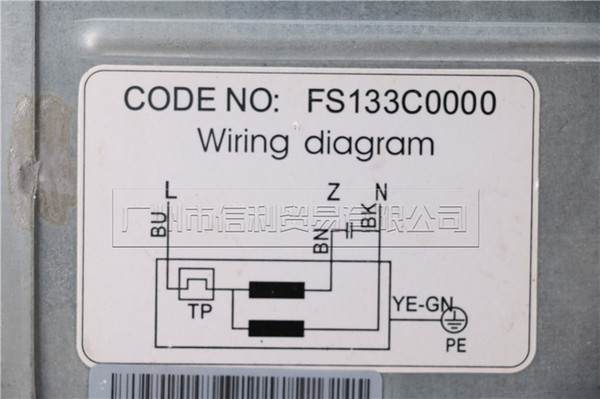 CODE NO: FS133C0000
Wiring diagram
L Z N
BU BN BK
广州市信利贸易有限公司
TP
YE-GN
PE